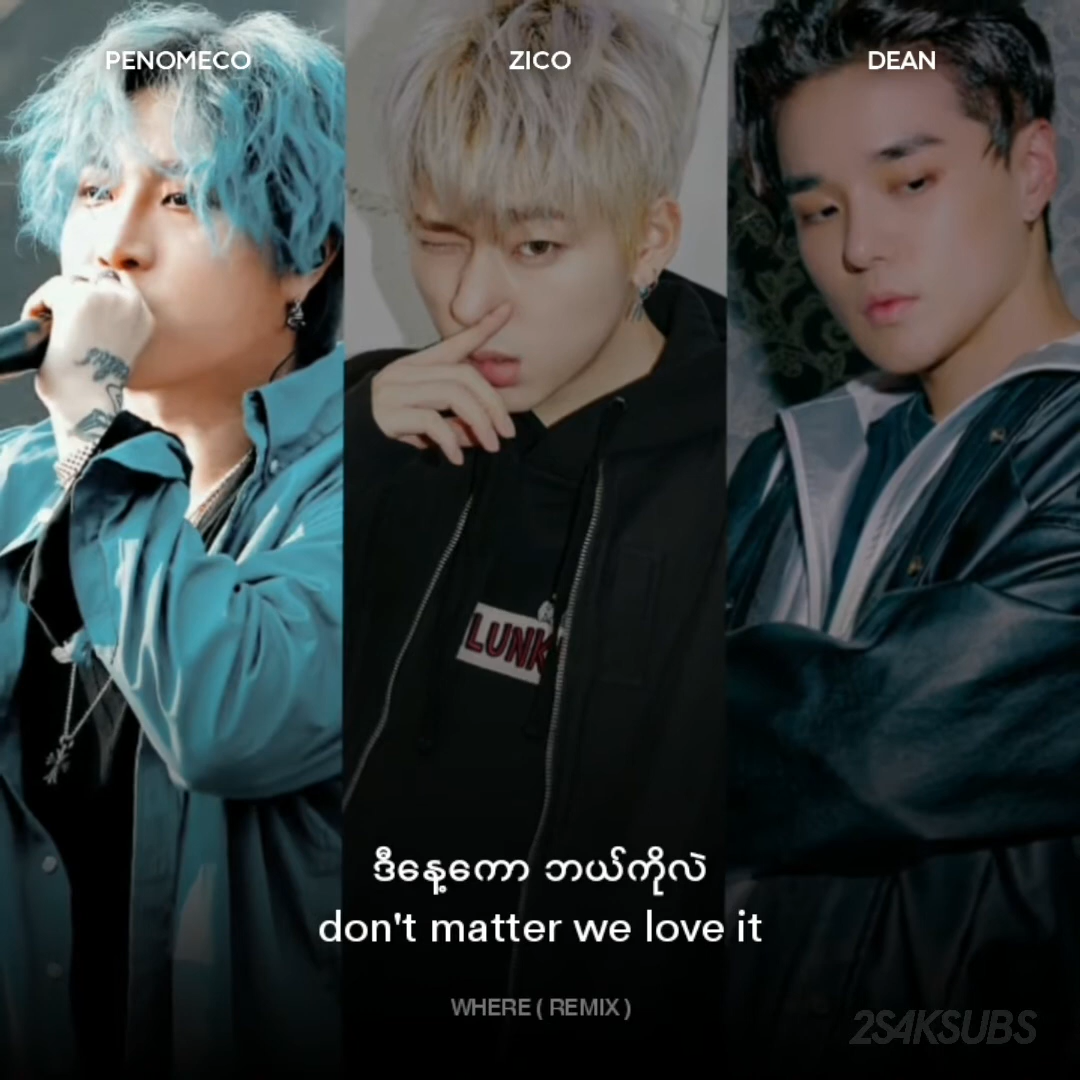 PENOMECO
ZICO
DEAN
LUNK
ဒီနေ့ကော ဘယ်ကိုလဲ
don't matter we love it
WHERE ( REMIX )
2S4KSUBS